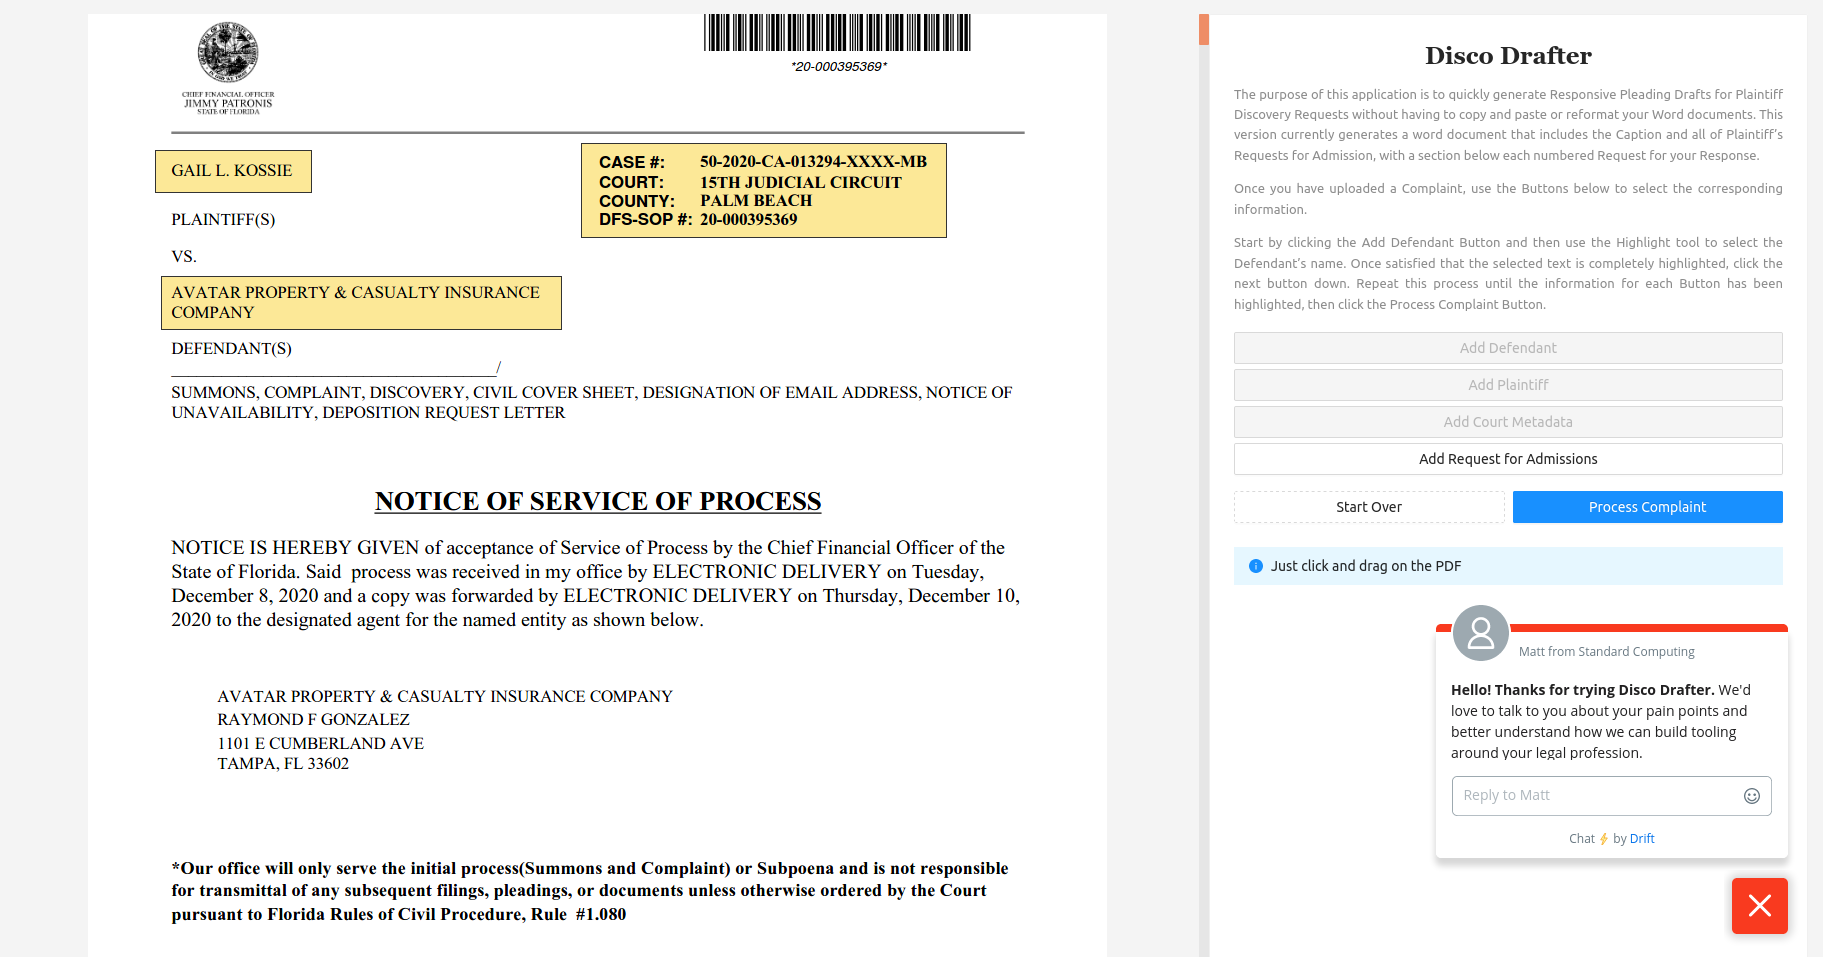 CHIEF FINANCIAL OFFICER
JIMMY PATRONIS
STATE OF FLORIDA
*20-000395369*
GAIL L. KOSSIE
CASE #: 50-2020-CA-013294-XXXX-MB
COURT: 15TH JUDICIAL CIRCUIT
COUNTY: PALM BEACH
DFS-SOP #: 20-000395369
PLAINTIFF(S)
VS.
AVATAR PROPERTY & CASUALTY INSURANCE
COMPANY
DEFENDANT(S)
/
SUMMONS, COMPLAINT, DISCOVERY, CIVIL COVER SHEET, DESIGNATION OF EMAIL ADDRESS, NOTICE OF
UNAVAILABILITY, DEPOSITION REQUEST LETTER
NOTICE OF SERVICE OF PROCESS
NOTICE IS HEREBY GIVEN of acceptance of Service of Process by the Chief Financial Officer of the
State of Florida. Said process was received in my office by ELECTRONIC DELIVERY on Tuesday,
December 8, 2020 and a copy was forwarded by ELECTRONIC DELIVERY on Thursday, December 10,
2020 to the designated agent for the named entity as shown below.
AVATAR PROPERTY & CASUALTY INSURANCE COMPANY
RAYMOND F GONZALEZ
1101 E CUMBERLAND AVE
TAMPA, FL 33602
*Our office will only serve the initial process(Summons and Complaint) or Subpoena and is not responsible
for transmittal of any subsequent filings, pleadings, or documents unless otherwise ordered by the Court
pursuant to Florida Rules of Civil Procedure, Rule #1.080
Disco Drafter
The purpose of this application is to quickly generate Responsive Pleading Drafts for Plaintiff
Discovery Requests without having to copy and paste or reformat your Word documents. This
version currently generates a word document that includes the Caption and all of Plaintiff's
Requests for Admission, with a section below each numbered Request for your Response.
Once you have uploaded a Complaint, use the Buttons below to select the corresponding
information.
Start by clicking the Add Defendant Button and then use the Highlight tool to select the
Defendant's name. Once satisfied that the selected text is completely highlighted, click the
next button down. Repeat this process until the information for each Button has been
highlighted, then click the Process Complaint Button.
Add Defendant
Add Plaintiff
Add Court Metadata
Add Request for Admissions
Start Over
Process Complaint
Just click and drag on the PDF
Matt from Standard Computing
Hello! Thanks for trying Disco Drafter. We'd
love to talk to you about your pain points and
better understand how we can build tooling
around your legal profession.
Reply to Matt
Chat ⚡ by Drift